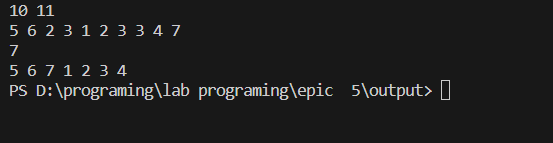 10 11
5 6 2 3 1 2 3 3 4 7
7
5 6 7 1 2 3 4
PS D:\programing\lab programing\epic  5\output>